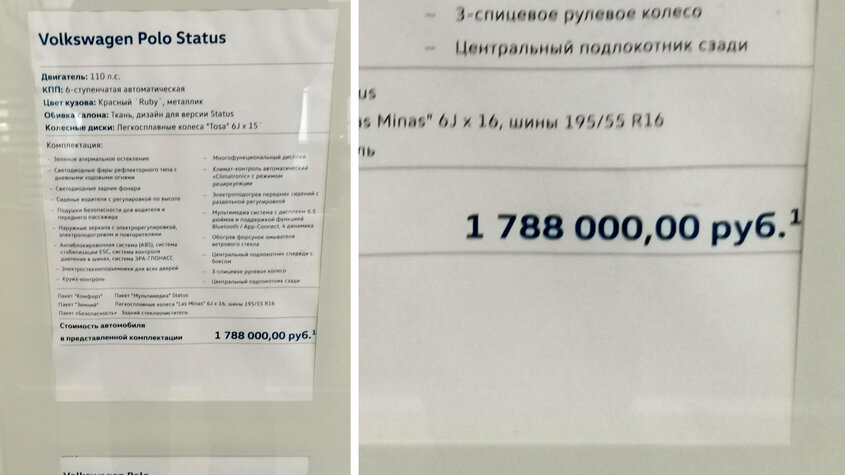 Volkswagen Polo Status
Двигатель: 110 л.с.
КПП: 6-ступенчатая автоматическая
Цвет кузова: Красный `Ruby`, металлик
Обивка салона: Ткань, дизайн для версии Status
Колесные диски: Легкосплавные колеса "Tosa" 6J x 15`
Комплектация:
- Зеленое атермальное остекление
- Светодиодные фары рефлекторного типа с
дневными ходовыми огнями
- Светодиодные задние фонари
- Сиденье водителя с регулировкой по высоте
- Подушки безопасности для водителя и
переднего пассажира
- Наружные зеркала с электрорегулировкой,
электроподогревом и повторителями
- Антиблокировочная система (ABS), система
стабилизации ESC, система контроля
давления в шинах, система ЭРА-ГЛОНАСС
- Электростеклоподъемники для всех дверей
- Круиз-контроль
- Многофункциональный дисплей
- Климат-контроль автоматический
«Climatronic» с режимом
рециркуляции
- Электроподогрев передних сидений с
раздельной регулировкой
- Мультимедиа система с дисплеем 6.5
дюймов и поддержкой функций
Bluetooth / App-Connect, 4 динамика
- Обогрев форсунок омывателя
ветрового стекла
- Центральный подлокотник спереди с
боксом
- 3-спицевое рулевое колесо
- Центральный подлокотник сзади
Пакет "Комфорт" Пакет "Мультимедиа" Status
Пакет "Зимний" Легкосплавные колеса "Las Minas" 6J x 16, шины 195/55 R16
Пакет «Безопасность» Задний стеклоочиститель
Стоимость автомобиля
в представленной комплектации 1 788 000,00 руб.¹
Volkswagen Polo
- 3-спицевое рулевое колесо
- Центральный подлокотник сзади
us
as Minas" 6J x 16, шины 195/55 R16
ль
1 788 000,00 руб.¹